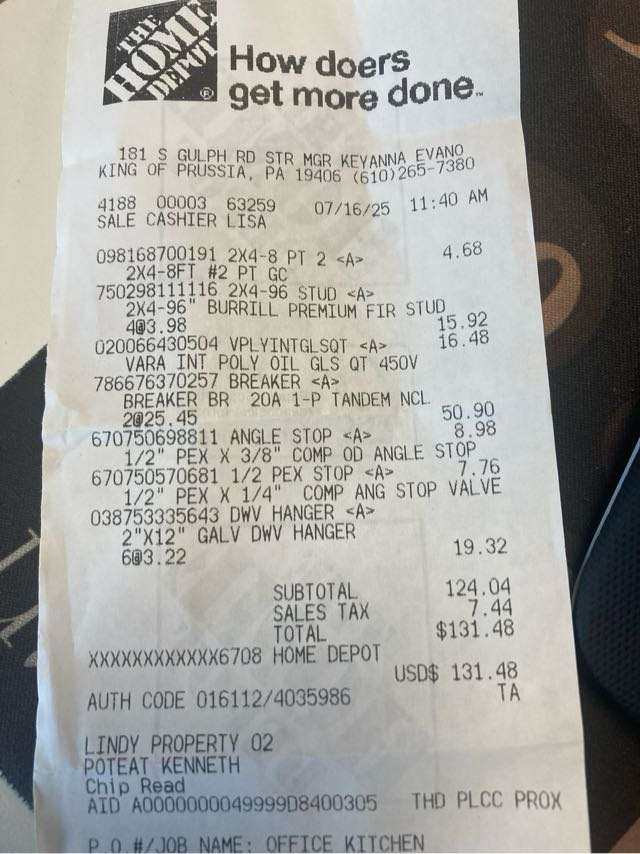 THE
HOME
DEPOT
®
How doers
get more done.™
181 S GULPH RD STR MGR KEYANNA EVANO
KING OF PRUSSIA, PA 19406 (610)265-7380
4188 00003 63259 07/16/25 11:40 AM
SALE CASHIER LISA
098168700191 2X4-8 PT 2 <A> 4.68
2X4-8FT #2 PT GC
750298111116 2X4-96 STUD <A>
2X4-96" BURRILL PREMIUM FIR STUD
4@3.98 15.92
020066430504 VPLYINTGLSQT <A> 16.48
VARA INT POLY OIL GLS QT 450V
786676370257 BREAKER <A>
BREAKER BR 20A 1-P TANDEM NCL
2@25.45 50.90
670750698811 ANGLE STOP <A> 8.98
1/2" PEX X 3/8" COMP OD ANGLE STOP
670750570681 1/2 PEX STOP <A> 7.76
1/2" PEX X 1/4" COMP ANG STOP VALVE
038753335643 DWV HANGER <A>
2"X12" GALV DWV HANGER
6@3.22 19.32
SUBTOTAL 124.04
SALES TAX 7.44
TOTAL $131.48
XXXXXXXXXXXX6708 HOME DEPOT
USD$ 131.48
AUTH CODE 016112/4035986 TA
LINDY PROPERTY 02
POTEAT KENNETH
Chip Read
AID A0000000049999D8400305 THD PLCC PROX
P.O.#/JOB NAME: OFFICE KITCHEN